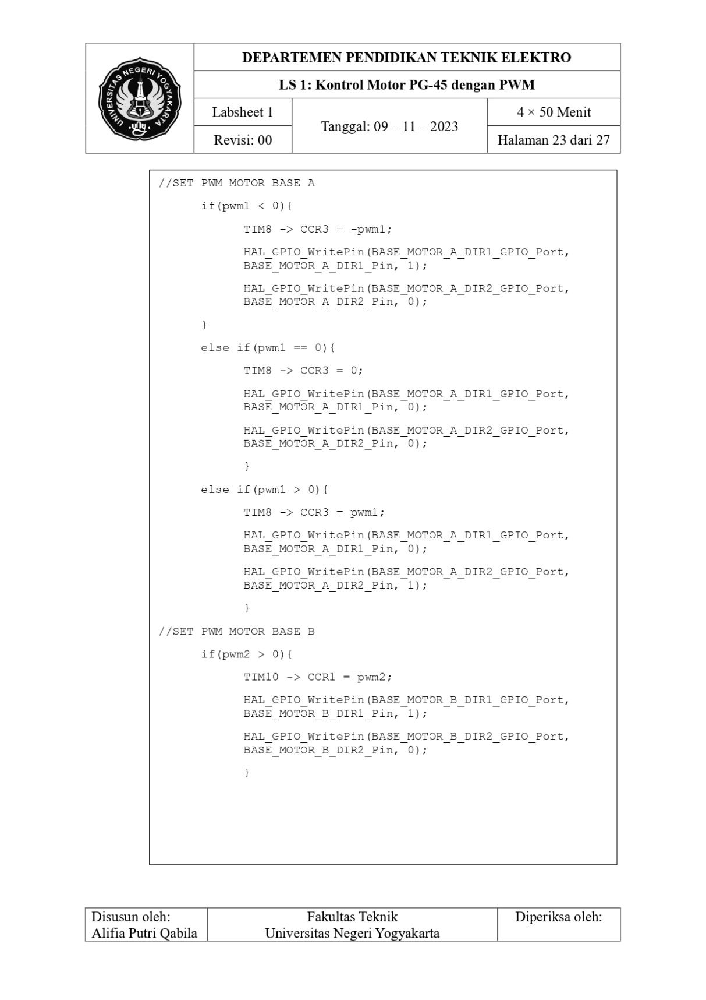 UNIVERSITAS NEGERI YOGYAKARTA
uny
DEPARTEMEN PENDIDIKAN TEKNIK ELEKTRO
LS 1: Kontrol Motor PG-45 dengan PWM
Labsheet 1
Tanggal: 09 – 11 – 2023
4 × 50 Menit
Revisi: 00
Halaman 23 dari 27
//SET PWM MOTOR BASE A
if(pwm1 < 0){
TIM8 -> CCR3 = -pwm1;
HAL_GPIO_WritePin(BASE_MOTOR_A_DIR1_GPIO_Port,
BASE_MOTOR_A_DIR1_Pin, 1);
HAL_GPIO_WritePin(BASE_MOTOR_A_DIR2_GPIO_Port,
BASE_MOTOR_A_DIR2_Pin, 0);
}
else if(pwm1 == 0){
TIM8 -> CCR3 = 0;
HAL_GPIO_WritePin(BASE_MOTOR_A_DIR1_GPIO_Port,
BASE_MOTOR_A_DIR1_Pin, 0);
HAL_GPIO_WritePin(BASE_MOTOR_A_DIR2_GPIO_Port,
BASE_MOTOR_A_DIR2_Pin, 0);
}
else if(pwm1 > 0){
TIM8 -> CCR3 = pwm1;
HAL_GPIO_WritePin(BASE_MOTOR_A_DIR1_GPIO_Port,
BASE_MOTOR_A_DIR1_Pin, 0);
HAL_GPIO_WritePin(BASE_MOTOR_A_DIR2_GPIO_Port,
BASE_MOTOR_A_DIR2_Pin, 1);
}
//SET PWM MOTOR BASE B
if(pwm2 > 0){
TIM10 -> CCR1 = pwm2;
HAL_GPIO_WritePin(BASE_MOTOR_B_DIR1_GPIO_Port,
BASE_MOTOR_B_DIR1_Pin, 1);
HAL_GPIO_WritePin(BASE_MOTOR_B_DIR2_GPIO_Port,
BASE_MOTOR_B_DIR2_Pin, 0);
}
Disusun oleh:
Alifia Putri Qabila
Fakultas Teknik
Universitas Negeri Yogyakarta
Diperiksa oleh: